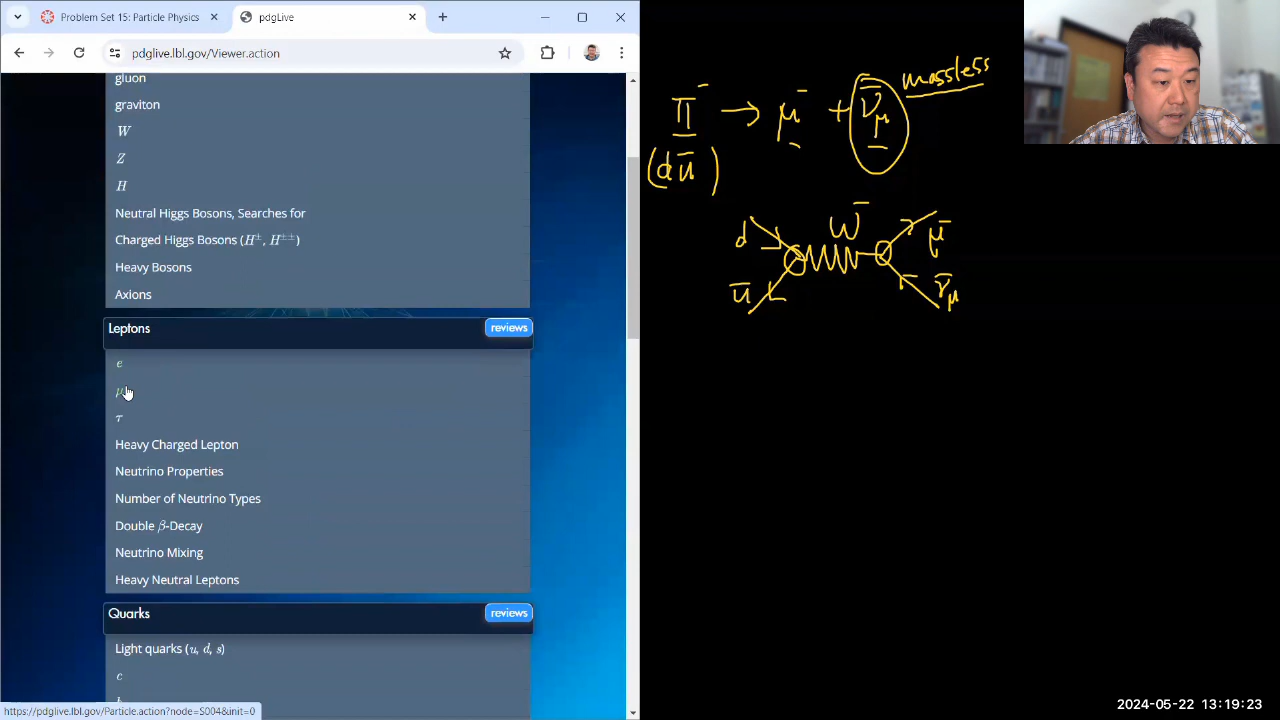 Problem Set 15: Particle Physics
pdgLive
pdglive.lbl.gov/Viewer.action
gluon
graviton
W
Z
H
Neutral Higgs Bosons, Searches for
Charged Higgs Bosons (H±, H±±)
Heavy Bosons
Axions
Leptons
reviews
e
μ
τ
Heavy Charged Lepton
Neutrino Properties
Number of Neutrino Types
Double β-Decay
Neutrino Mixing
Heavy Neutral Leptons
Quarks
reviews
Light quarks (u, d, s)
c
https://pdglive.lbl.gov/Particle.action?node=S004&init=0
massless
π⁻ → μ⁻ + ν̄μ
(dū)
d
W⁻
μ⁻
ū
ν̄μ
2024-05-22 13:19:23